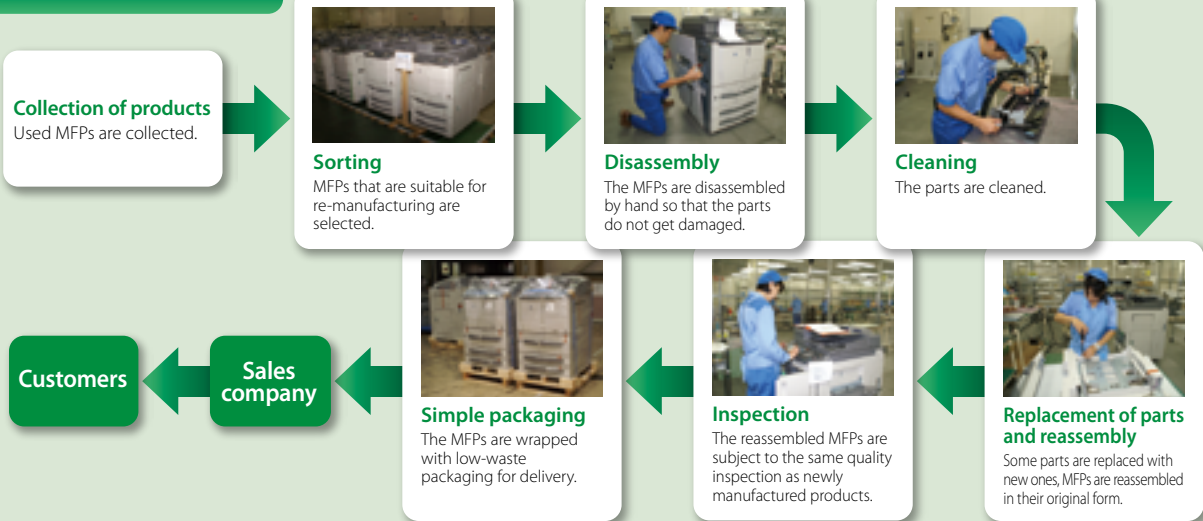 Collection of products
Used MFPs are collected.
Sorting
MFPs that are suitable for
re-manufacturing are
selected.
Disassembly
The MFPs are disassembled
by hand so that the parts
do not get damaged.
Cleaning
The parts are cleaned.
Replacement of parts
and reassembly
Some parts are replaced with
new ones, MFPs are reassembled
in their original form.
Inspection
The reassembled MFPs are
subject to the same quality
inspection as newly
manufactured products.
Simple packaging
The MFPs are wrapped
with low-waste
packaging for delivery.
Sales
company
Customers